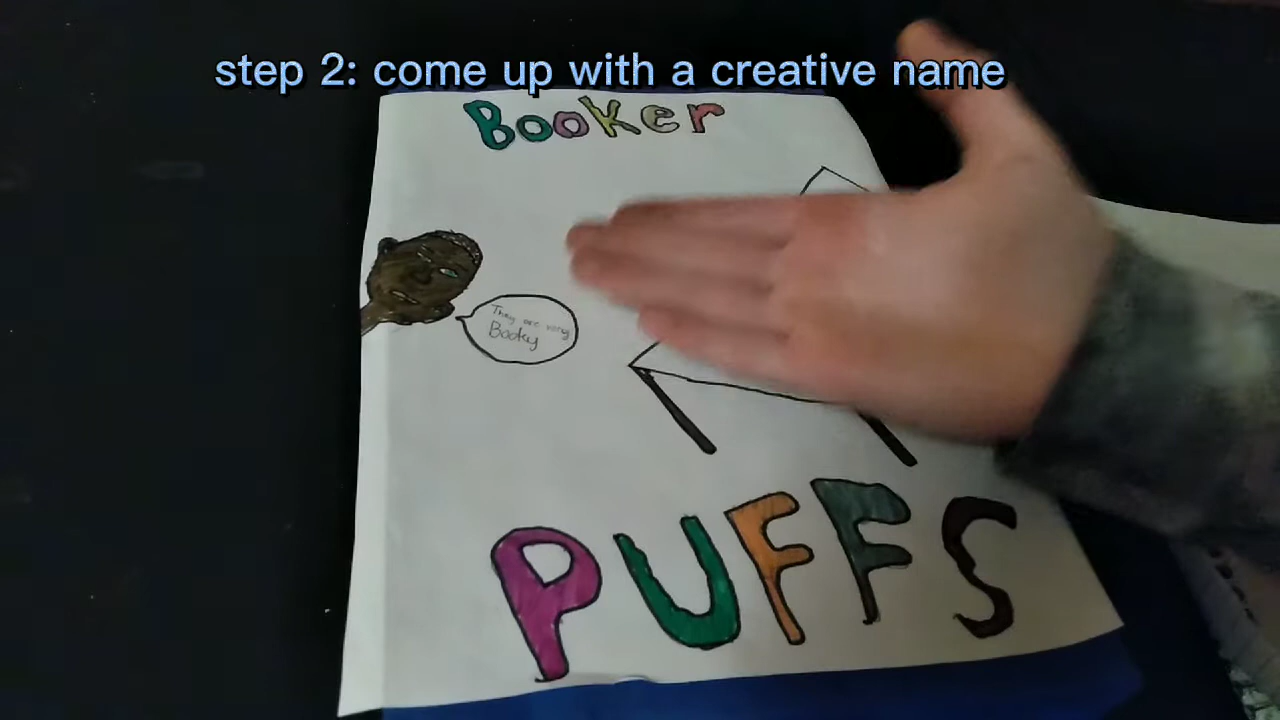 step 2: come up with a creative name
Booker
They are very
Booky
PUFFS